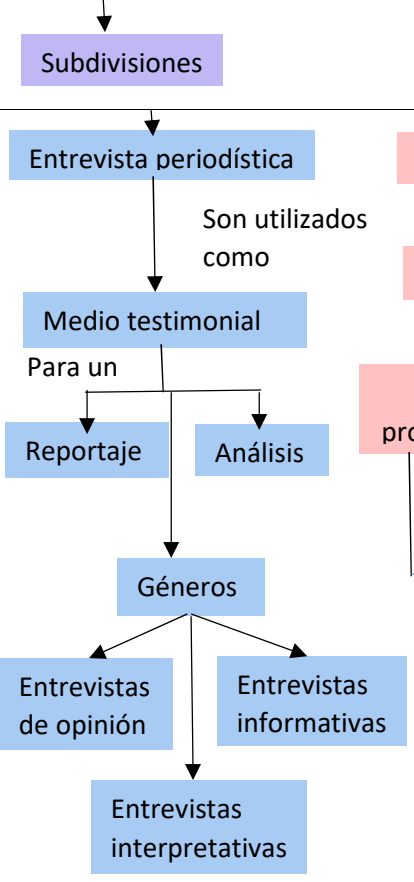 Subdivisiones
Entrevista periodística
Son utilizados
como
Medio testimonial
Para un
Reportaje
Análisis
Géneros
Entrevistas
de opinión
Entrevistas
informativas
Entrevistas
interpretativas